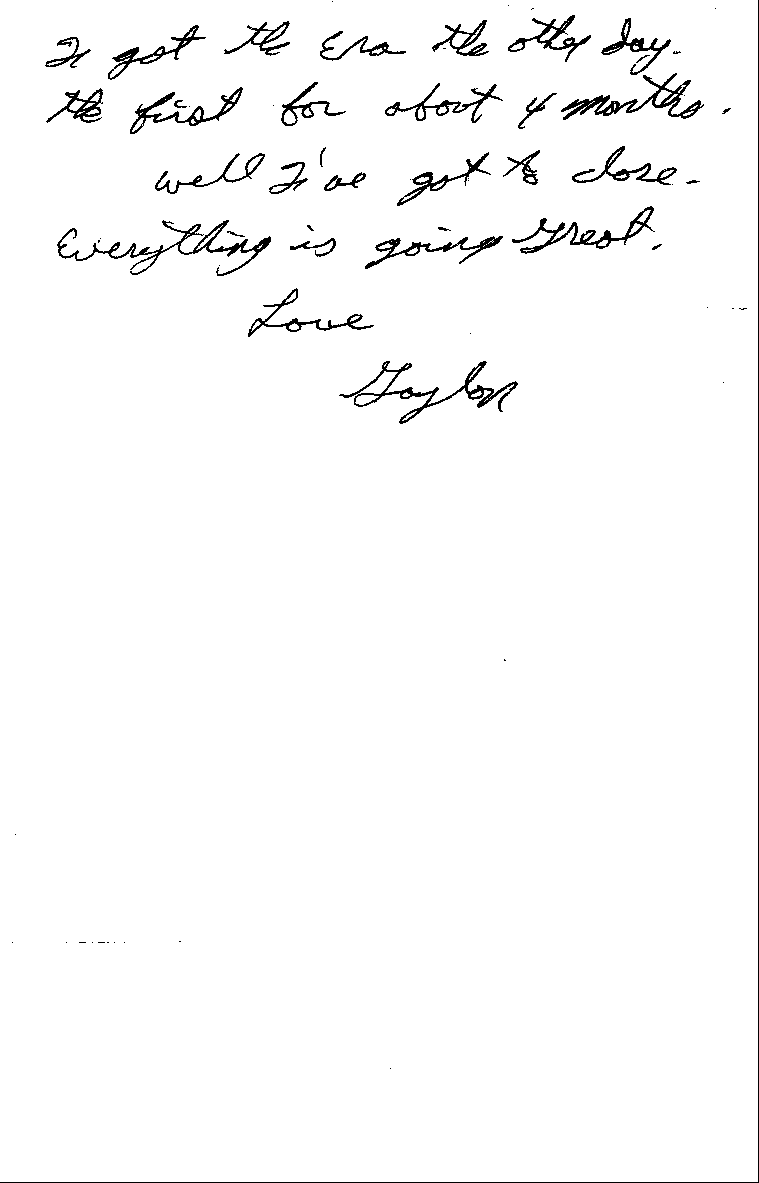 I got the Era the other day.
the first for about 4 months.
well I've got to close.
Everything is going great.
Love
Gaylon